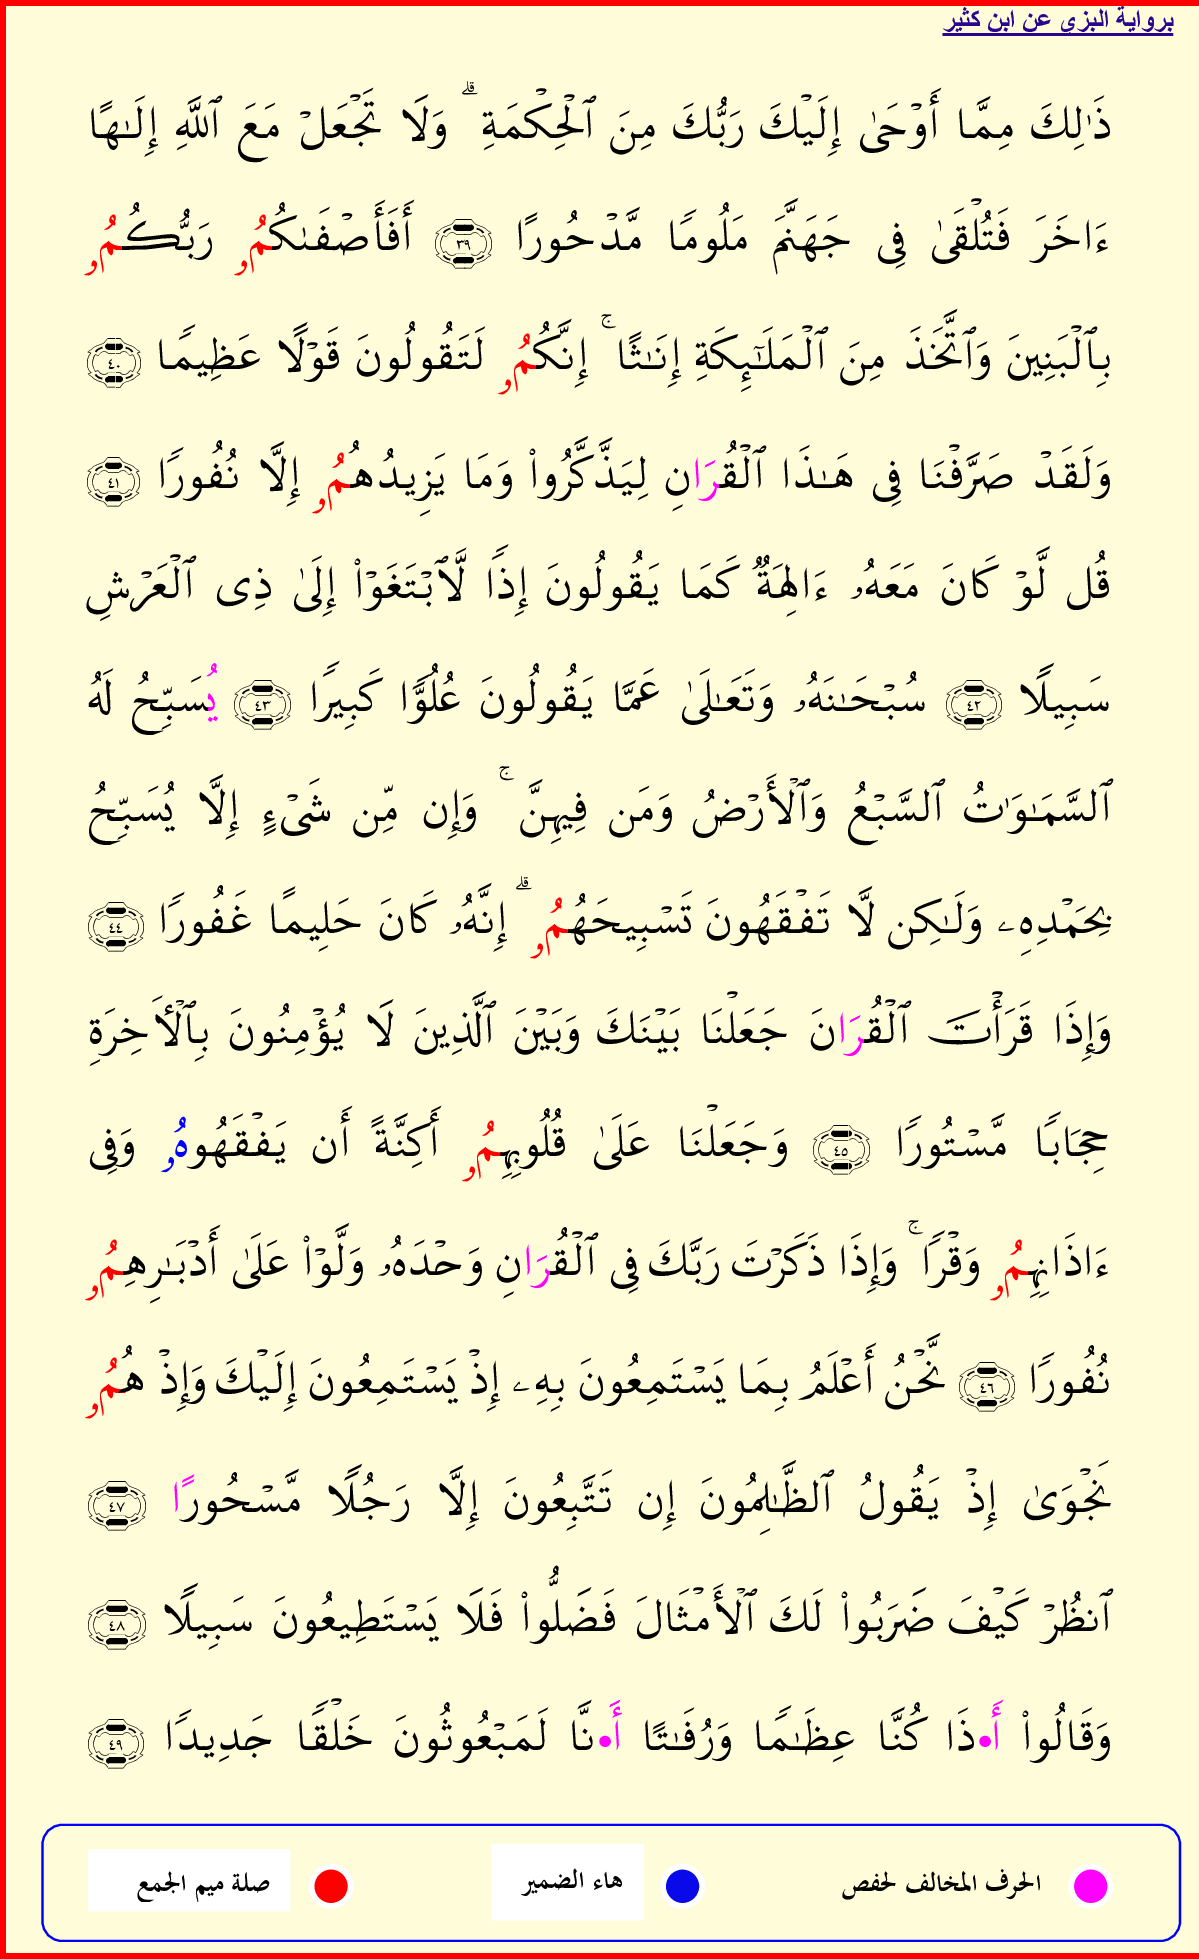 برواية البزي عن ابن كثير
ذَٰلِكَ مِمَّا أَوْحَىٰ إِلَيْكَ رَبُّكَ مِنَ ٱلْحِكْمَةِ ۗ وَلَا تَجْعَلْ مَعَ ٱللَّهِ إِلَـٰهًا
ءَاخَرَ فَتُلْقَىٰ فِى جَهَنَّمَ مَلُومًا مَّدْحُورًا ٣٩ أَفَأَصْفَىٰكُمُۥ رَبُّكُمُۥ
بِٱلْبَنِينَ وَٱتَّخَذَ مِنَ ٱلْمَلَـٰٓئِكَةِ إِنَـٰثًا ۚ إِنَّكُمُۥ لَتَقُولُونَ قَوْلًا عَظِيمًا ٤٠
وَلَقَدْ صَرَّفْنَا فِى هَـٰذَا ٱلْقُرَانِ لِيَذَّكَّرُوا۟ وَمَا يَزِيدُهُمُۥ إِلَّا نُفُورًا ٤١
قُل لَّوْ كَانَ مَعَهُۥ ءَالِهَةٌ كَمَا يَقُولُونَ إِذًا لَّٱبْتَغَوْا۟ إِلَىٰ ذِى ٱلْعَرْشِ
سَبِيلًا ٤٢ سُبْحَـٰنَهُۥ وَتَعَـٰلَىٰ عَمَّا يَقُولُونَ عُلُوًّا كَبِيرًا ٤٣ يُسَبِّحُ لَهُ
ٱلسَّمَـٰوَٰتُ ٱلسَّبْعُ وَٱلْأَرْضُ وَمَن فِيهِنَّ ۚ وَإِن مِّن شَىْءٍ إِلَّا يُسَبِّحُ
بِحَمْدِهِۦ وَلَـٰكِن لَّا تَفْقَهُونَ تَسْبِيحَهُمُۥ ۗ إِنَّهُۥ كَانَ حَلِيمًا غَفُورًا ٤٤
وَإِذَا قَرَأْتَ ٱلْقُرَانَ جَعَلْنَا بَيْنَكَ وَبَيْنَ ٱلَّذِينَ لَا يُؤْمِنُونَ بِٱلْأَخِرَةِ
حِجَابًا مَّسْتُورًا ٤٥ وَجَعَلْنَا عَلَىٰ قُلُوبِهِمُۥ أَكِنَّةً أَن يَفْقَهُوهُۥ وَفِى
ءَاذَانِهِمُۥ وَقْرًا ۚ وَإِذَا ذَكَرْتَ رَبَّكَ فِى ٱلْقُرَانِ وَحْدَهُۥ وَلَّوْا۟ عَلَىٰ أَدْبَـٰرِهِمُۥ
نُفُورًا ٤٦ نَّحْنُ أَعْلَمُ بِمَا يَسْتَمِعُونَ بِهِۦ إِذْ يَسْتَمِعُونَ إِلَيْكَ وَإِذْ هُمُۥ
نَجْوَىٰ إِذْ يَقُولُ ٱلظَّـٰلِمُونَ إِن تَتَّبِعُونَ إِلَّا رَجُلًا مَّسْحُورًا ٤٧
ٱنظُرْ كَيْفَ ضَرَبُوا۟ لَكَ ٱلْأَمْثَالَ فَضَلُّوا۟ فَلَا يَسْتَطِيعُونَ سَبِيلًا ٤٨
وَقَالُوا۟ أَ•ذَا كُنَّا عِظَـٰمًا وَرُفَـٰتًا أَ•نَّا لَمَبْعُوثُونَ خَلْقًا جَدِيدًا ٤٩
الحرف المخالف لحفص هاء الضمير صلة ميم الجمع